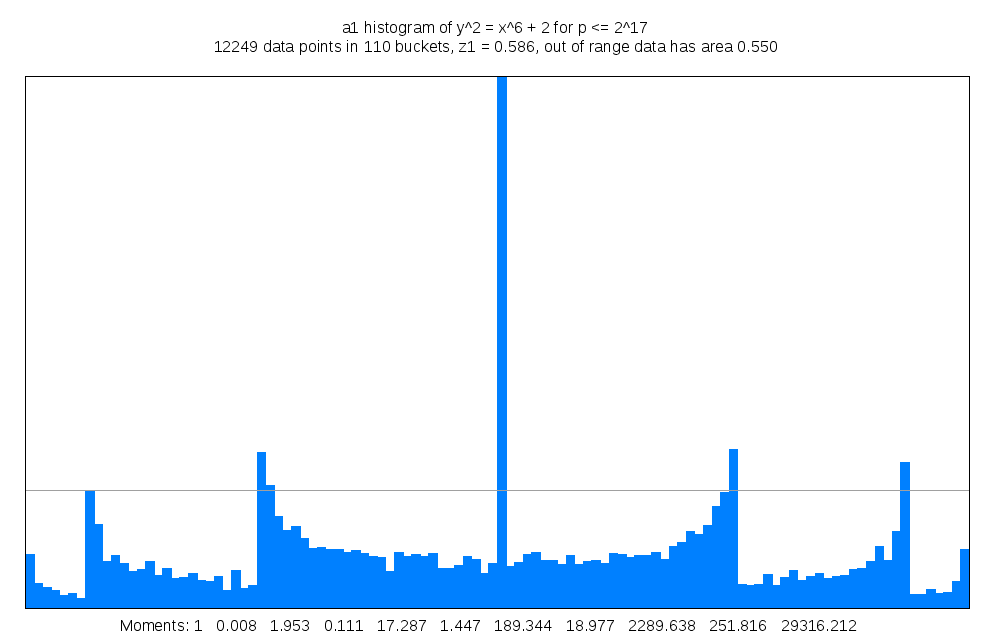 a1 histogram of y^2 = x^6 + 2 for p <= 2^17
12249 data points in 110 buckets, z1 = 0.586, out of range data has area 0.550
Moments: 1 0.008 1.953 0.111 17.287 1.447 189.344 18.977 2289.638 251.816 29316.212